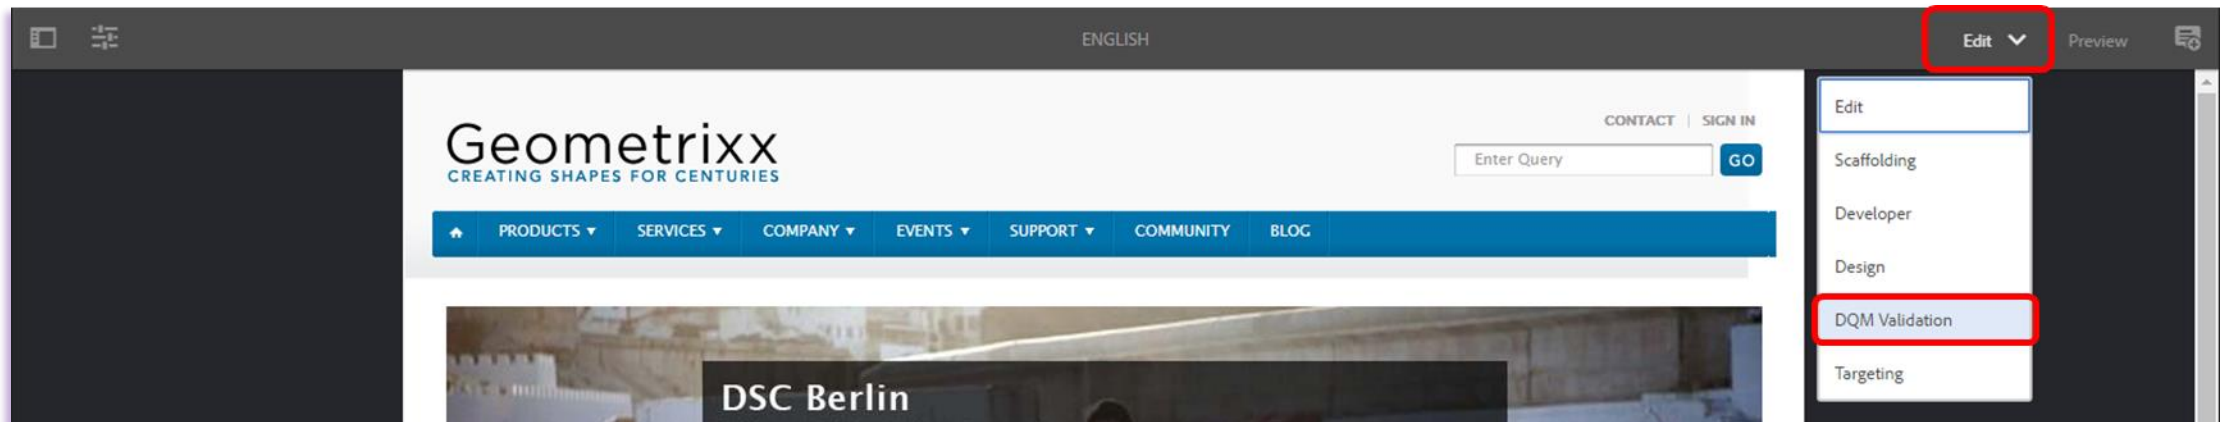 ENGLISH
Edit
Preview
Geometrixx
CREATING SHAPES FOR CENTURIES
CONTACT | SIGN IN
Enter Query
GO
PRODUCTS ▼ SERVICES ▼ COMPANY ▼ EVENTS ▼ SUPPORT ▼ COMMUNITY BLOG
DSC Berlin
Edit
Scaffolding
Developer
Design
DQM Validation
Targeting